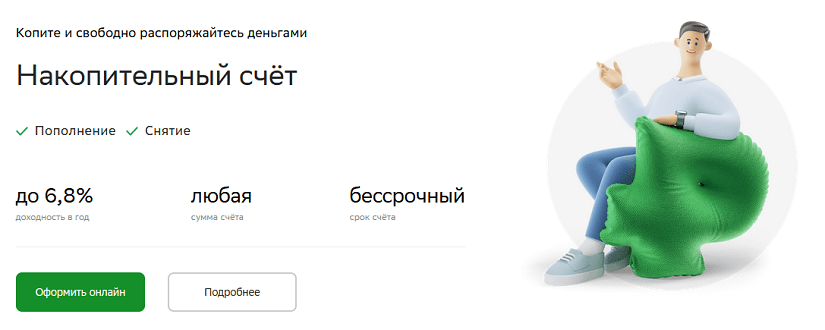 Копите и свободно распоряжайтесь деньгами
Накопительный счёт
Пополнение Снятие
до 6,8% любая бессрочный
доходность в год сумма счёта срок счёта
Оформить онлайн Подробнее